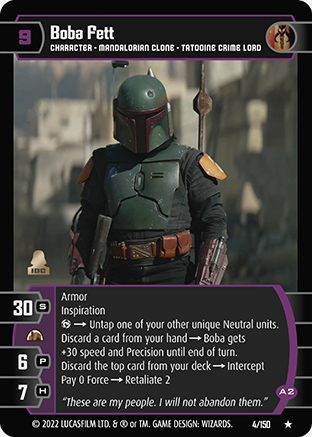 9
Boba Fett
CHARACTER • MANDALORIAN CLONE • TATOOINE CRIME LORD
IBC
30 S
6 P
7 H
Armor
Inspiration
→ Untap one of your other unique Neutral units.
Discard a card from your hand → Boba gets
+30 speed and Precision until end of turn.
Discard the top card from your deck → Intercept
Pay 0 Force → Retaliate 2
"These are my people. I will not abandon them."
A2
© 2022 LUCASFILM LTD. & ® or TM. GAME DESIGN: WIZARDS.
4/150 ★